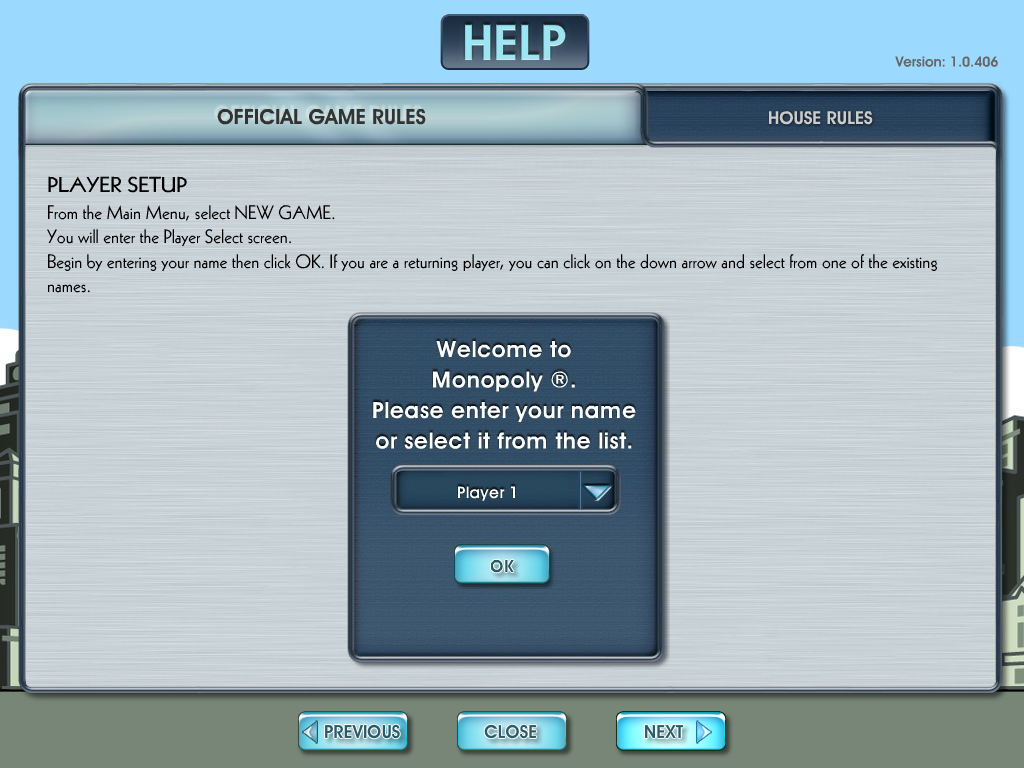 HELP
Version: 1.0.406
OFFICIAL GAME RULES
HOUSE RULES
PLAYER SETUP
From the Main Menu, select NEW GAME.
You will enter the Player Select screen.
Begin by entering your name then click OK. If you are a returning player, you can click on the down arrow and select from one of the existing
names.
Welcome to
Monopoly ®.
Please enter your name
or select it from the list.
Player 1
OK
PREVIOUS
CLOSE
NEXT